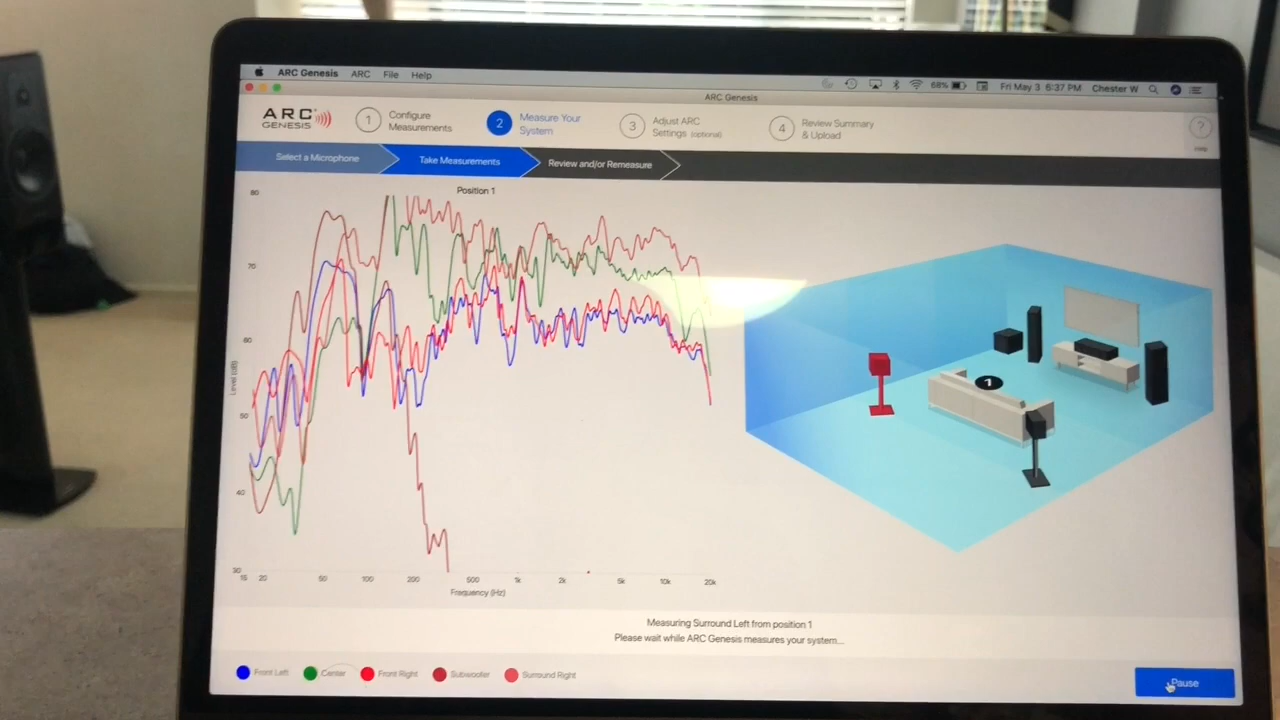 ARC Genesis ARC File Help
68% Fri May 3 6:37 PM Chester W
ARC Genesis
ARC
GENESIS
1 Configure
Measurements
2 Measure Your
System
3 Adjust ARC
Settings (optional)
4 Review Summary
& Upload
?
Help
Select a Microphone
Take Measurements
Review and/or Remeasure
Position 1
80
70
60
50
40
30
Level (dB)
15 20 50 100 200 500 1k 2k 5k 10k 20k
Frequency (Hz)
1
Measuring Surround Left from position 1
Please wait while ARC Genesis measures your system...
Front Left Center Front Right Subwoofer Surround Right
Pause